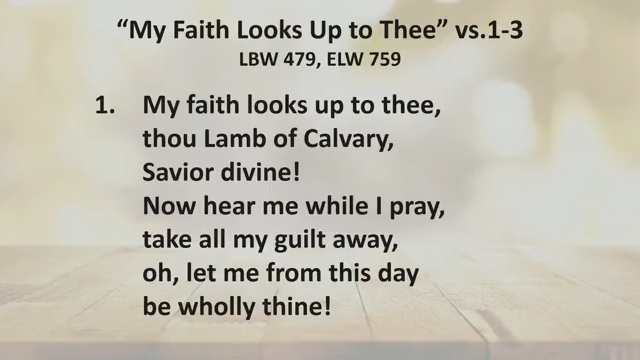 “My Faith Looks Up to Thee” vs.1-3
LBW 479, ELW 759
1. My faith looks up to thee,
thou Lamb of Calvary,
Savior divine!
Now hear me while I pray,
take all my guilt away,
oh, let me from this day
be wholly thine!